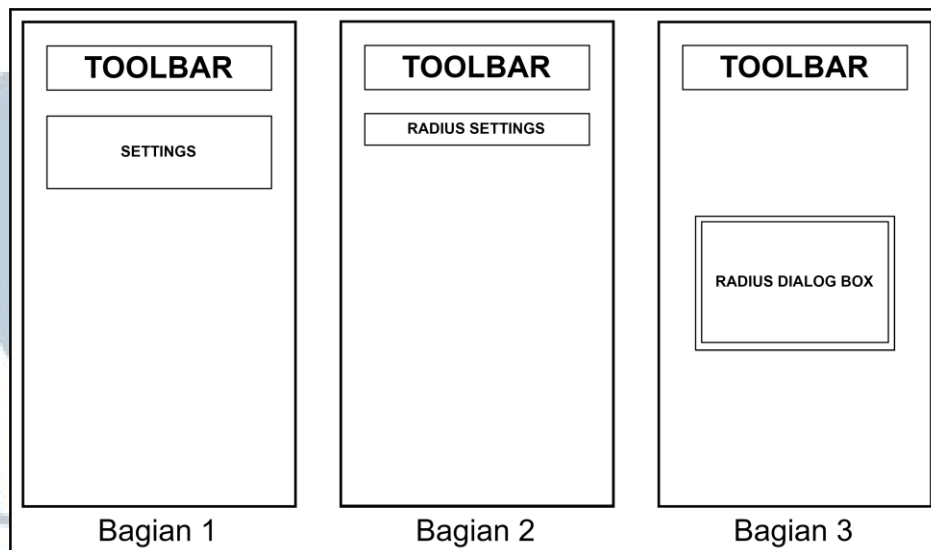 TOOLBAR
SETTINGS
Bagian 1
TOOLBAR
RADIUS SETTINGS
Bagian 2
TOOLBAR
RADIUS DIALOG BOX
Bagian 3